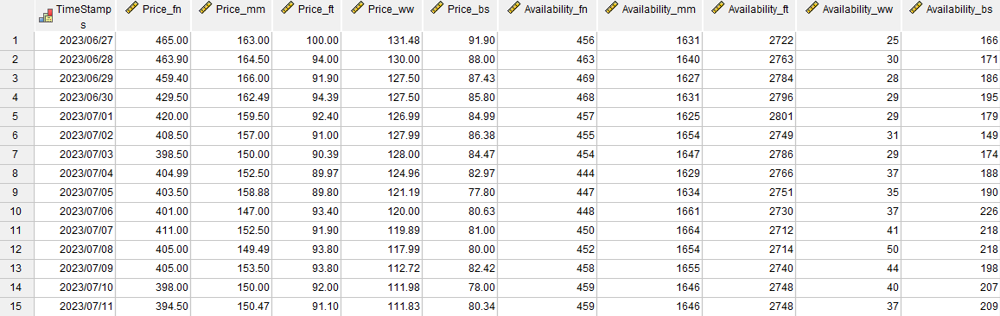 TimeStamps Price_fn Price_mm Price_ft Price_ww Price_bs Availability_fn Availability_mm Availability_ft Availability_ww Availability_bs
1 2023/06/27 465.00 163.00 100.00 131.48 91.90 456 1631 2722 25 166
2 2023/06/28 463.90 164.50 94.00 130.00 88.00 463 1640 2763 30 171
3 2023/06/29 459.40 166.00 91.90 127.50 87.43 469 1627 2784 28 186
4 2023/06/30 429.50 162.49 94.39 127.50 85.80 468 1631 2796 29 195
5 2023/07/01 420.00 159.50 92.40 126.99 84.99 457 1625 2801 29 179
6 2023/07/02 408.50 157.00 91.00 127.99 86.38 455 1654 2749 31 149
7 2023/07/03 398.50 150.00 90.39 128.00 84.47 454 1647 2786 29 174
8 2023/07/04 404.99 152.50 89.97 124.96 82.97 444 1629 2766 37 188
9 2023/07/05 403.50 158.88 89.80 121.19 77.80 447 1634 2751 35 190
10 2023/07/06 401.00 147.00 93.40 120.00 80.63 448 1661 2730 37 226
11 2023/07/07 411.00 152.50 91.90 119.89 81.00 450 1664 2712 41 218
12 2023/07/08 405.00 149.49 93.80 117.99 80.00 452 1654 2714 50 218
13 2023/07/09 405.00 153.50 93.80 112.72 82.42 458 1655 2740 44 198
14 2023/07/10 398.00 150.00 92.00 111.98 78.00 459 1646 2748 40 207
15 2023/07/11 394.50 150.47 91.10 111.83 80.34 459 1646 2748 37 209